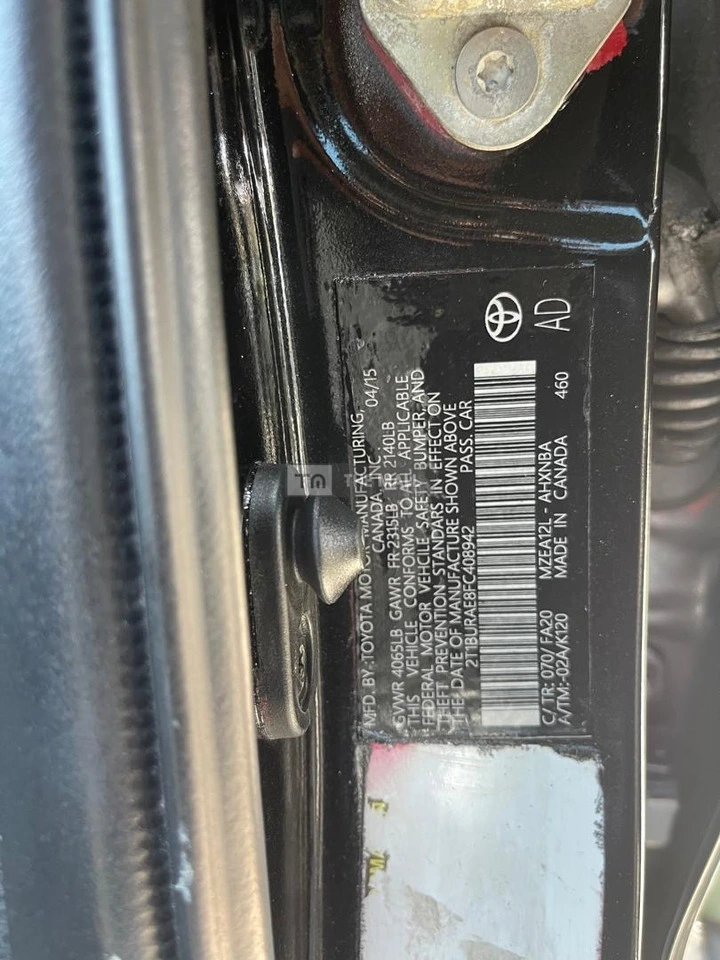 MFD. BY:TOYOTA MOTOR MANUFACTURING,
CANADA, INC. 04/15
GVWR 4065LB GAWR FR 2315LB RR 2140LB
THIS VEHICLE CONFORMS TO ALL APPLICABLE
FEDERAL MOTOR VEHCILE SAFETY BUMPER, AND
THEFT PREVENTION STANDARS IN EFFECT ON
THE DATE OF MANUFACTURE SHOWN ABOVE
2T1BURAE8FC408942 PASS. CAR
C/TR: 070/FA20 MZEA12L - AHXNBA
A/TM:-02A/K120 MADE IN CANADA 460
AD